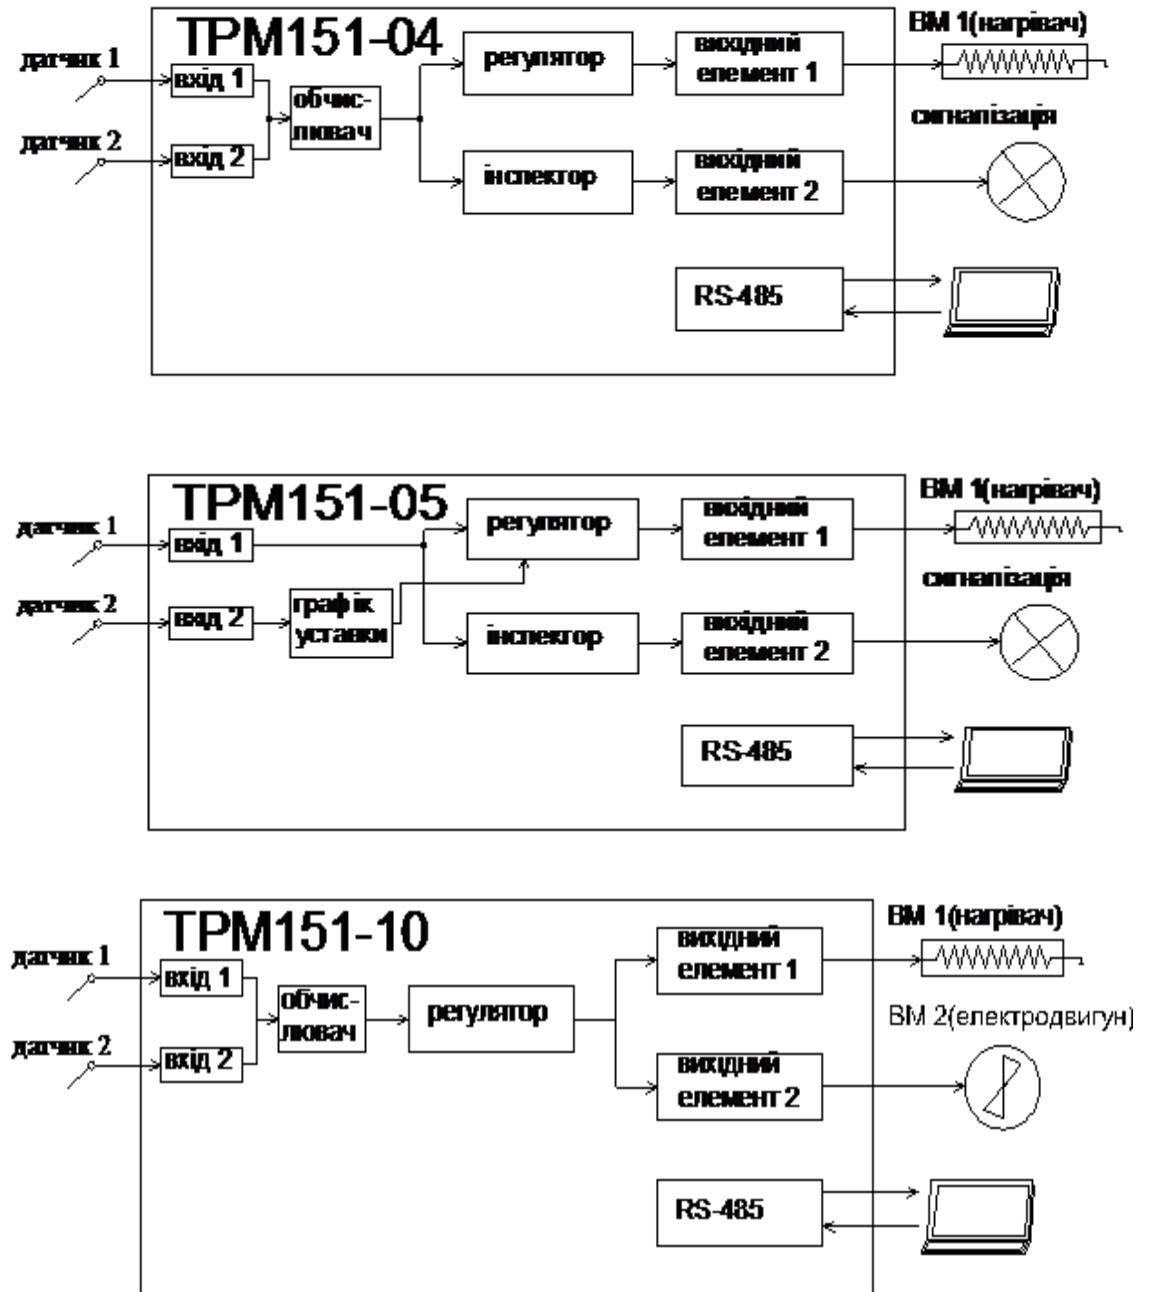 ТРМ151-04
ВМ 1(нагрівач)
датчик 1
вхід 1
регулятор
вихідний
елемент 1
обчис-
лювач
сигналізація
датчик 2
вхід 2
інспектор
вихідний
елемент 2
RS-485
ТРМ151-05
ВМ 1(нагрівач)
датчик 1
вхід 1
регулятор
вихідний
елемент 1
сигналізація
датчик 2
вхід 2
графік
уставки
інспектор
вихідний
елемент 2
RS-485
ТРМ151-10
ВМ 1(нагрівач)
датчик 1
вхід 1
вихідний
елемент 1
обчис-
лювач
регулятор
ВМ 2(електродвигун)
датчик 2
вхід 2
вихідний
елемент 2
RS-485